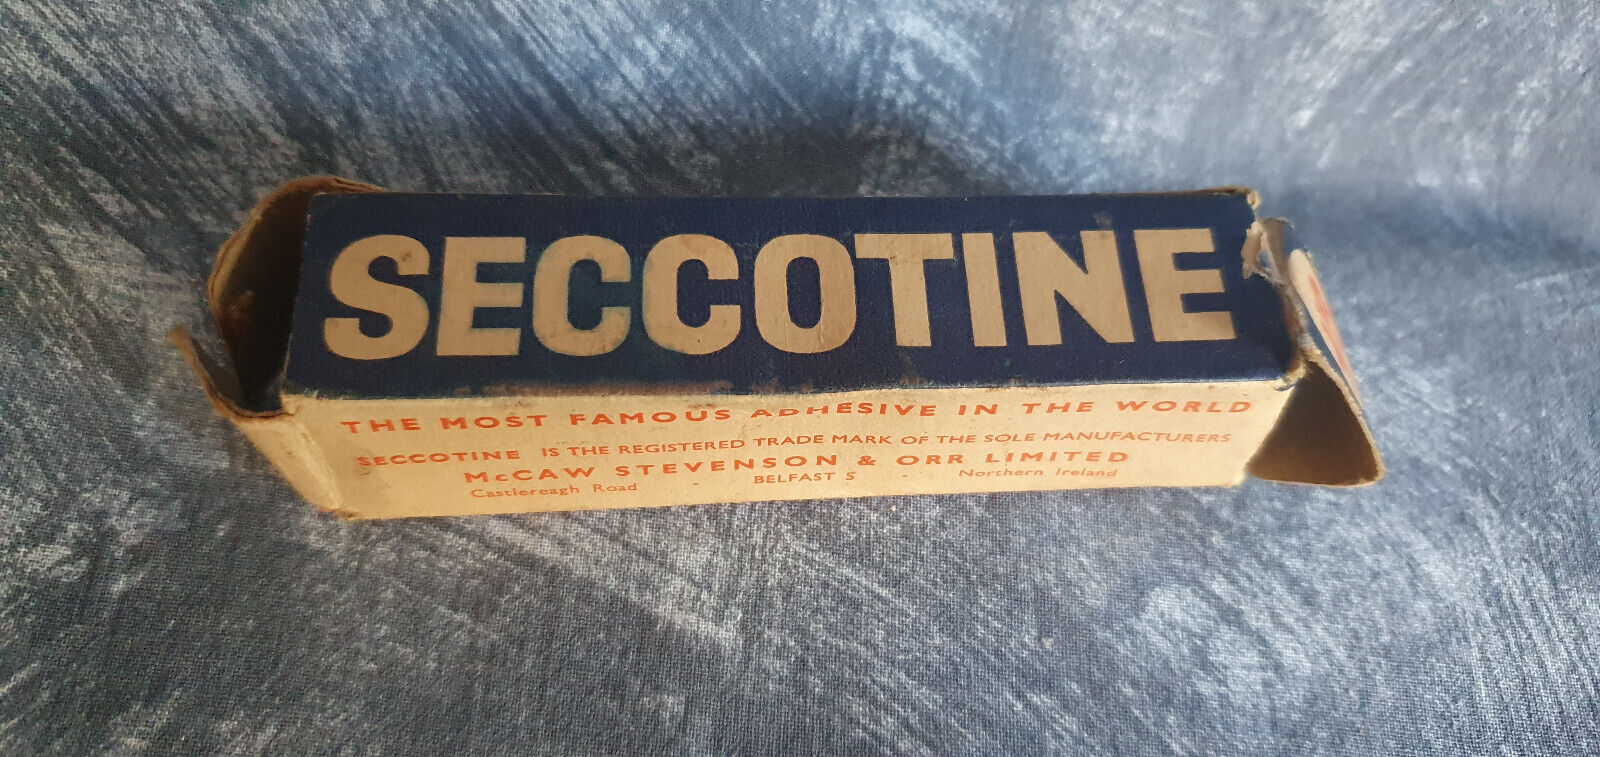 SECCOTINE
THE MOST FAMOUS ADHESIVE IN THE WORLD
SECCOTINE IS THE REGISTERED TRADE MARK OF THE SOLE MANUFACTURERS
McCAW STEVENSON & ORR LIMITED
Castlereagh Road - BELFAST 5 - Northern Ireland